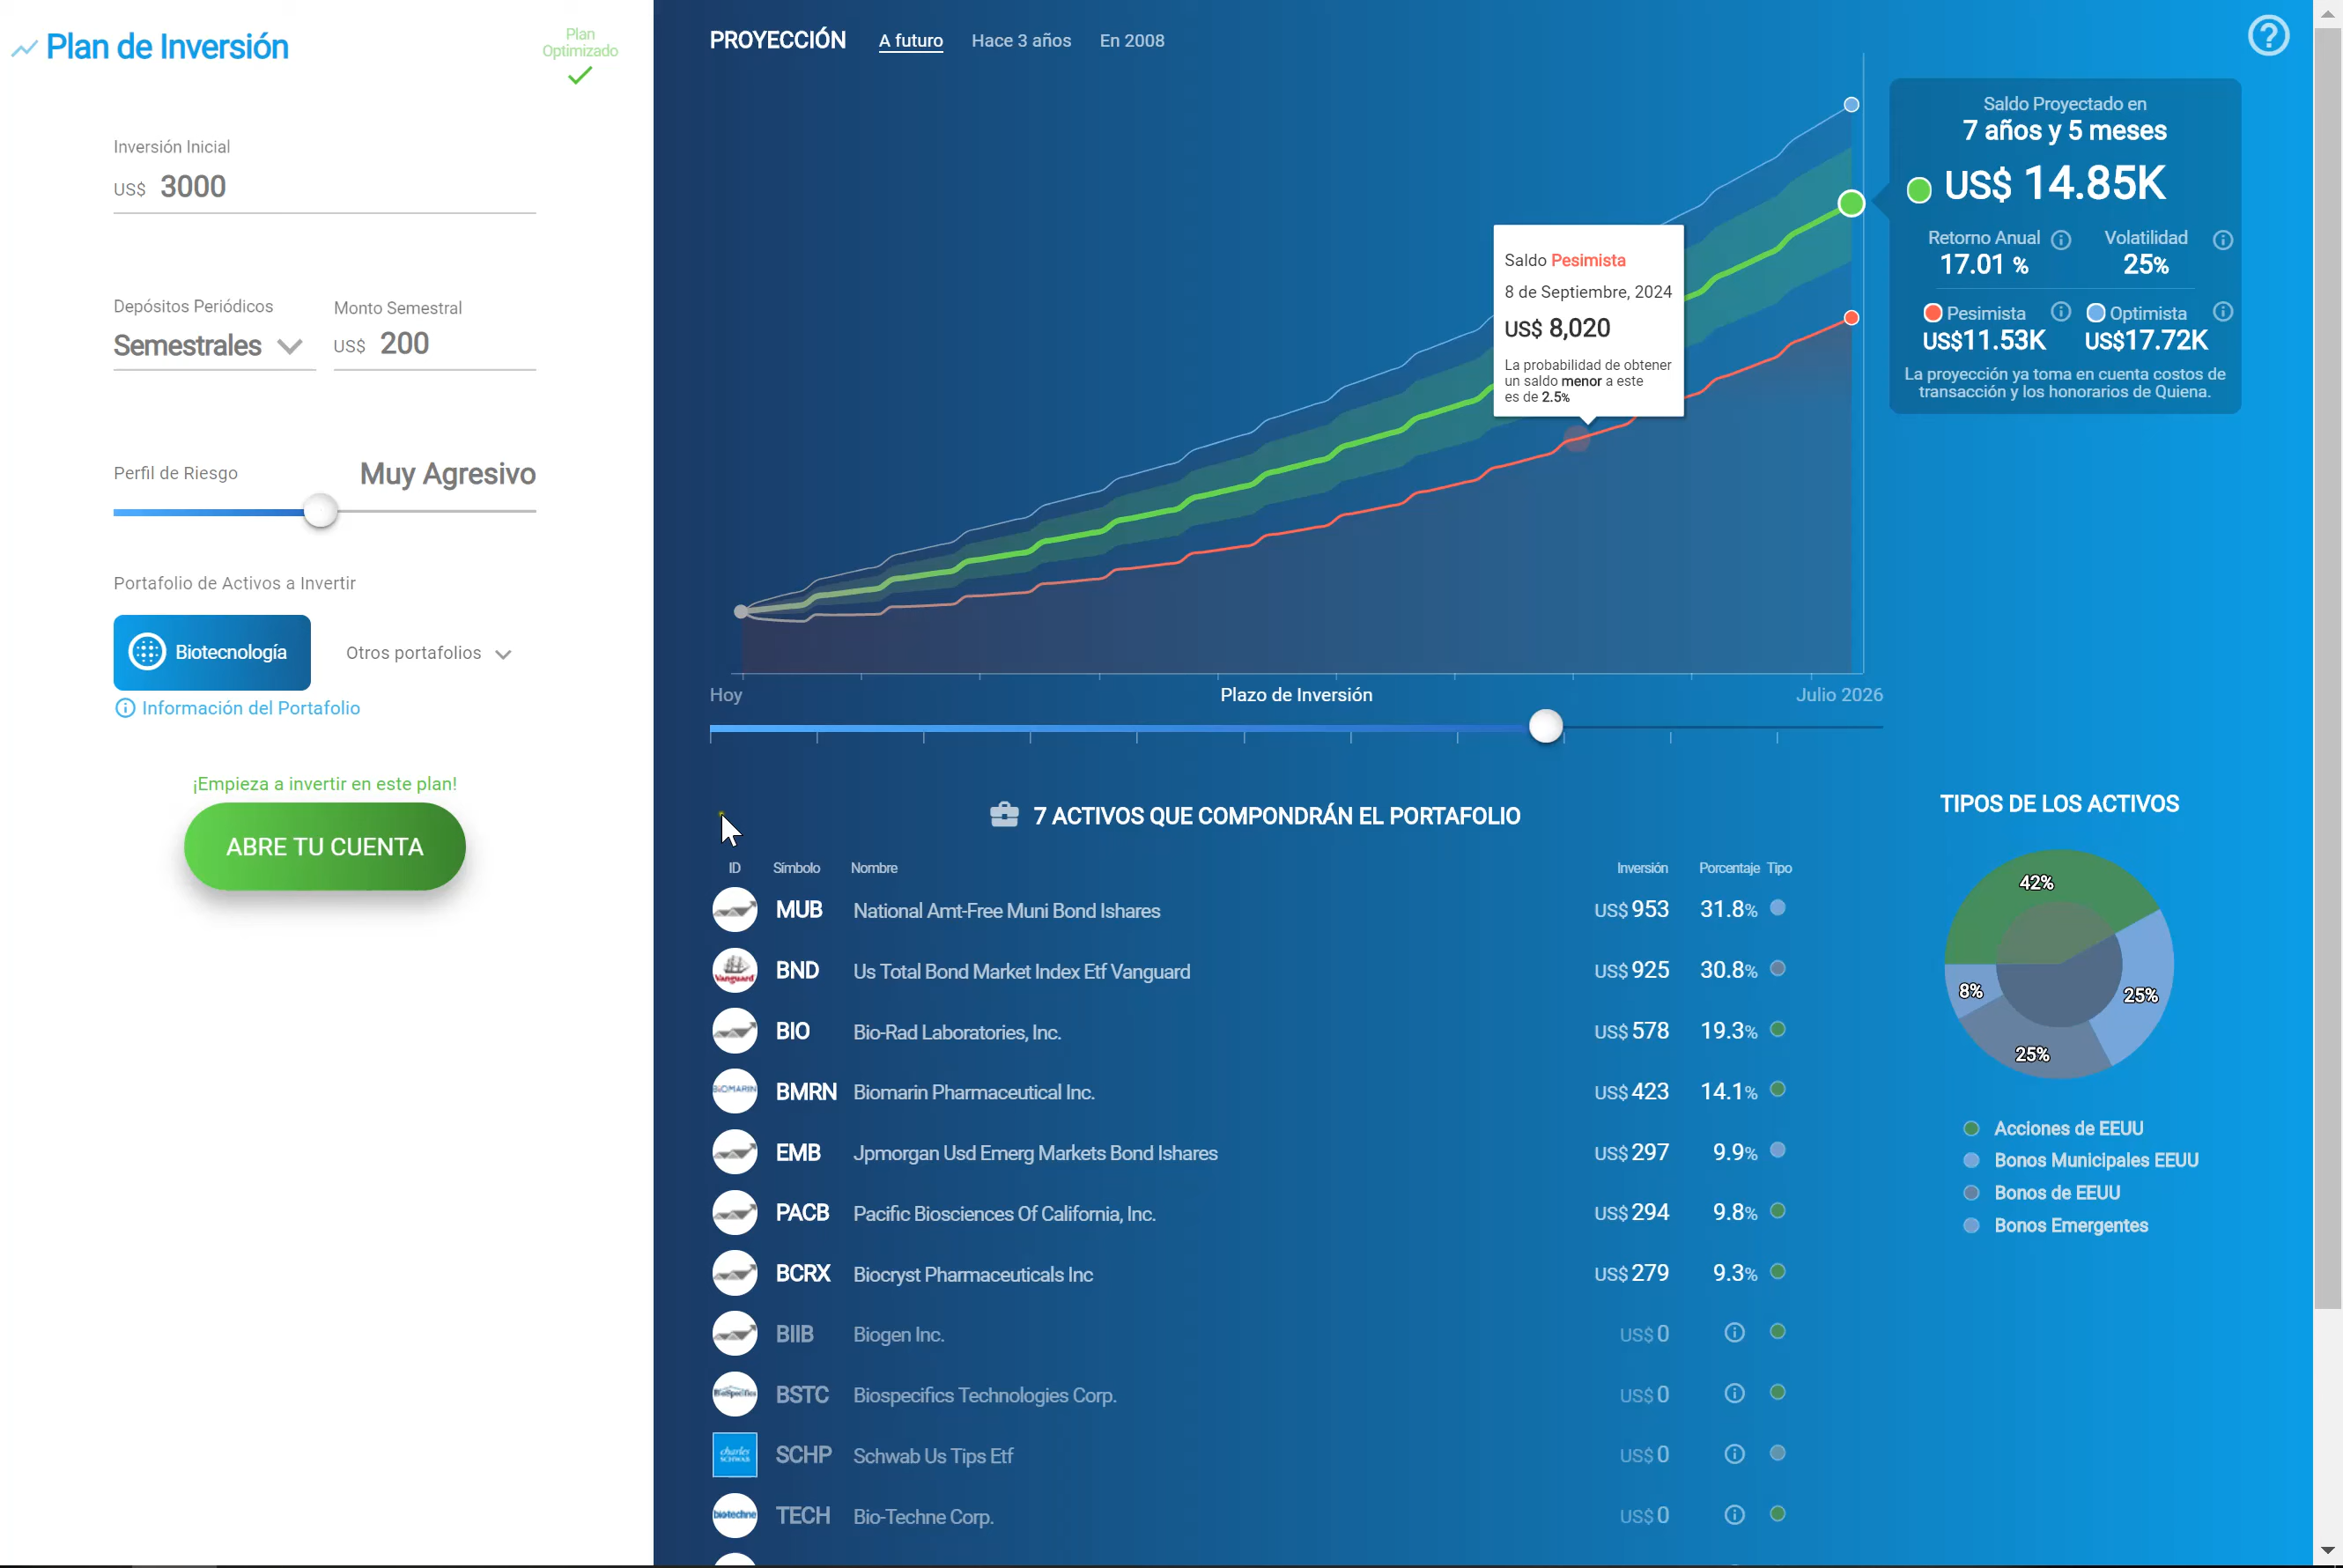 Plan de Inversión
Plan
Optimizado
Inversión Inicial
US$ 3000
Depósitos Periódicos
Semestrales
Monto Semestral
US$ 200
Perfil de Riesgo
Muy Agresivo
Portafolio de Activos a Invertir
Biotecnología
Otros portafolios
Información del Portafolio
¡Empieza a invertir en este plan!
ABRE TU CUENTA
PROYECCIÓN A futuro Hace 3 años En 2008
?
Saldo Proyectado en
7 años y 5 meses
US$ 14.85K
Retorno Anual
17.01 %
Volatilidad
25%
Pesimista
US$11.53K
Optimista
US$17.72K
La proyección ya toma en cuenta costos de
transacción y los honorarios de Quiena.
Saldo Pesimista
8 de Septiembre, 2024
US$ 8,020
La probabilidad de obtener
un saldo menor a este
es de 2.5%
Hoy Plazo de Inversión Julio 2026
7 ACTIVOS QUE COMPONDRÁN EL PORTAFOLIO
ID Símbolo Nombre Inversión Porcentaje Tipo
MUB National Amt-Free Muni Bond Ishares US$ 953 31.8%
Vanguard BND Us Total Bond Market Index Etf Vanguard US$ 925 30.8%
BIO Bio-Rad Laboratories, Inc. US$ 578 19.3%
BIOMARIN BMRN Biomarin Pharmaceutical Inc. US$ 423 14.1%
EMB Jpmorgan Usd Emerg Markets Bond Ishares US$ 297 9.9%
PACB Pacific Biosciences Of California, Inc. US$ 294 9.8%
BCRX Biocryst Pharmaceuticals Inc US$ 279 9.3%
BIIB Biogen Inc. US$ 0
BioSpecifics BSTC Biospecifics Technologies Corp. US$ 0
charles SCHWAB SCHP Schwab Us Tips Etf US$ 0
biotechne TECH Bio-Techne Corp. US$ 0
TIPOS DE LOS ACTIVOS
42%
8%
25%
25%
Acciones de EEUU
Bonos Municipales EEUU
Bonos de EEUU
Bonos Emergentes